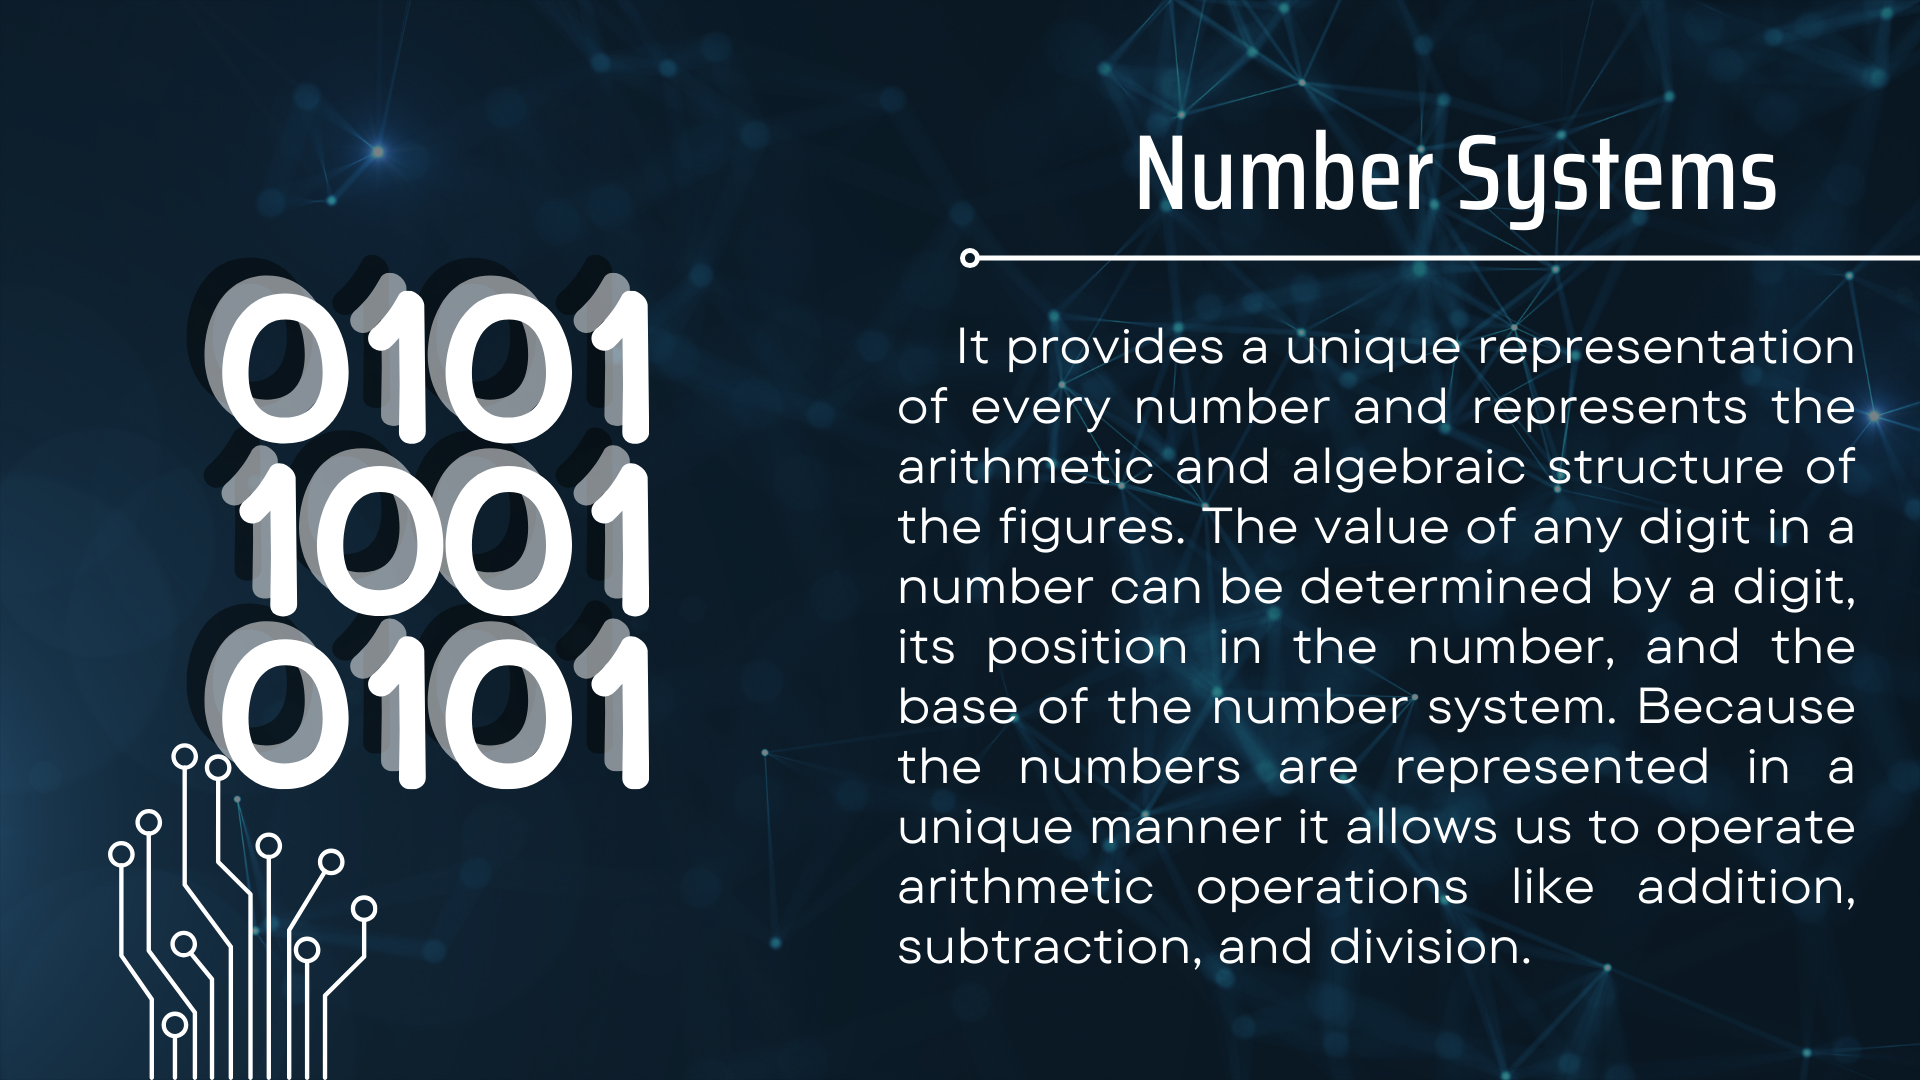 Number Systems
0101
1001
0101
It provides a unique representation
of every number and represents the
arithmetic and algebraic structure of
the figures. The value of any digit in a
number can be determined by a digit,
its position in the number, and the
base of the number system. Because
the numbers are represented in a
unique manner it allows us to operate
arithmetic operations like addition,
subtraction, and division.